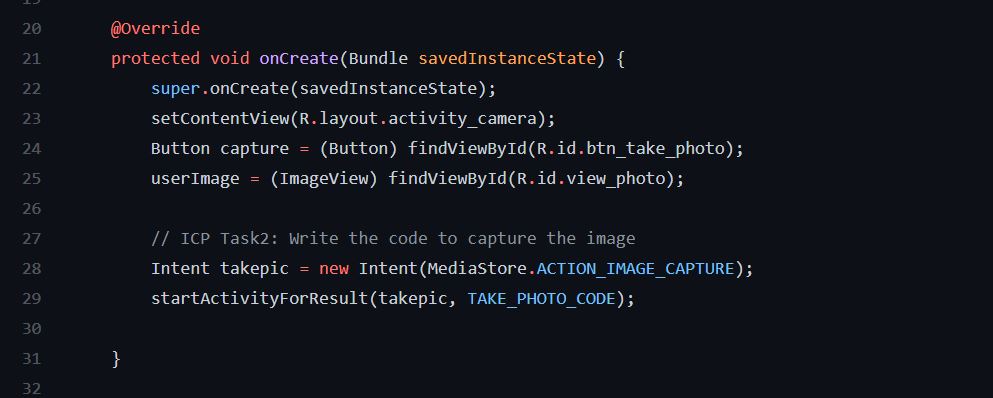 19
20 @Override
21 protected void onCreate(Bundle savedInstanceState) {
22 super.onCreate(savedInstanceState);
23 setContentView(R.layout.activity_camera);
24 Button capture = (Button) findViewById(R.id.btn_take_photo);
25 userImage = (ImageView) findViewById(R.id.view_photo);
26
27 // ICP Task2: Write the code to capture the image
28 Intent takepic = new Intent(MediaStore.ACTION_IMAGE_CAPTURE);
29 startActivityForResult(takepic, TAKE_PHOTO_CODE);
30
31 }
32